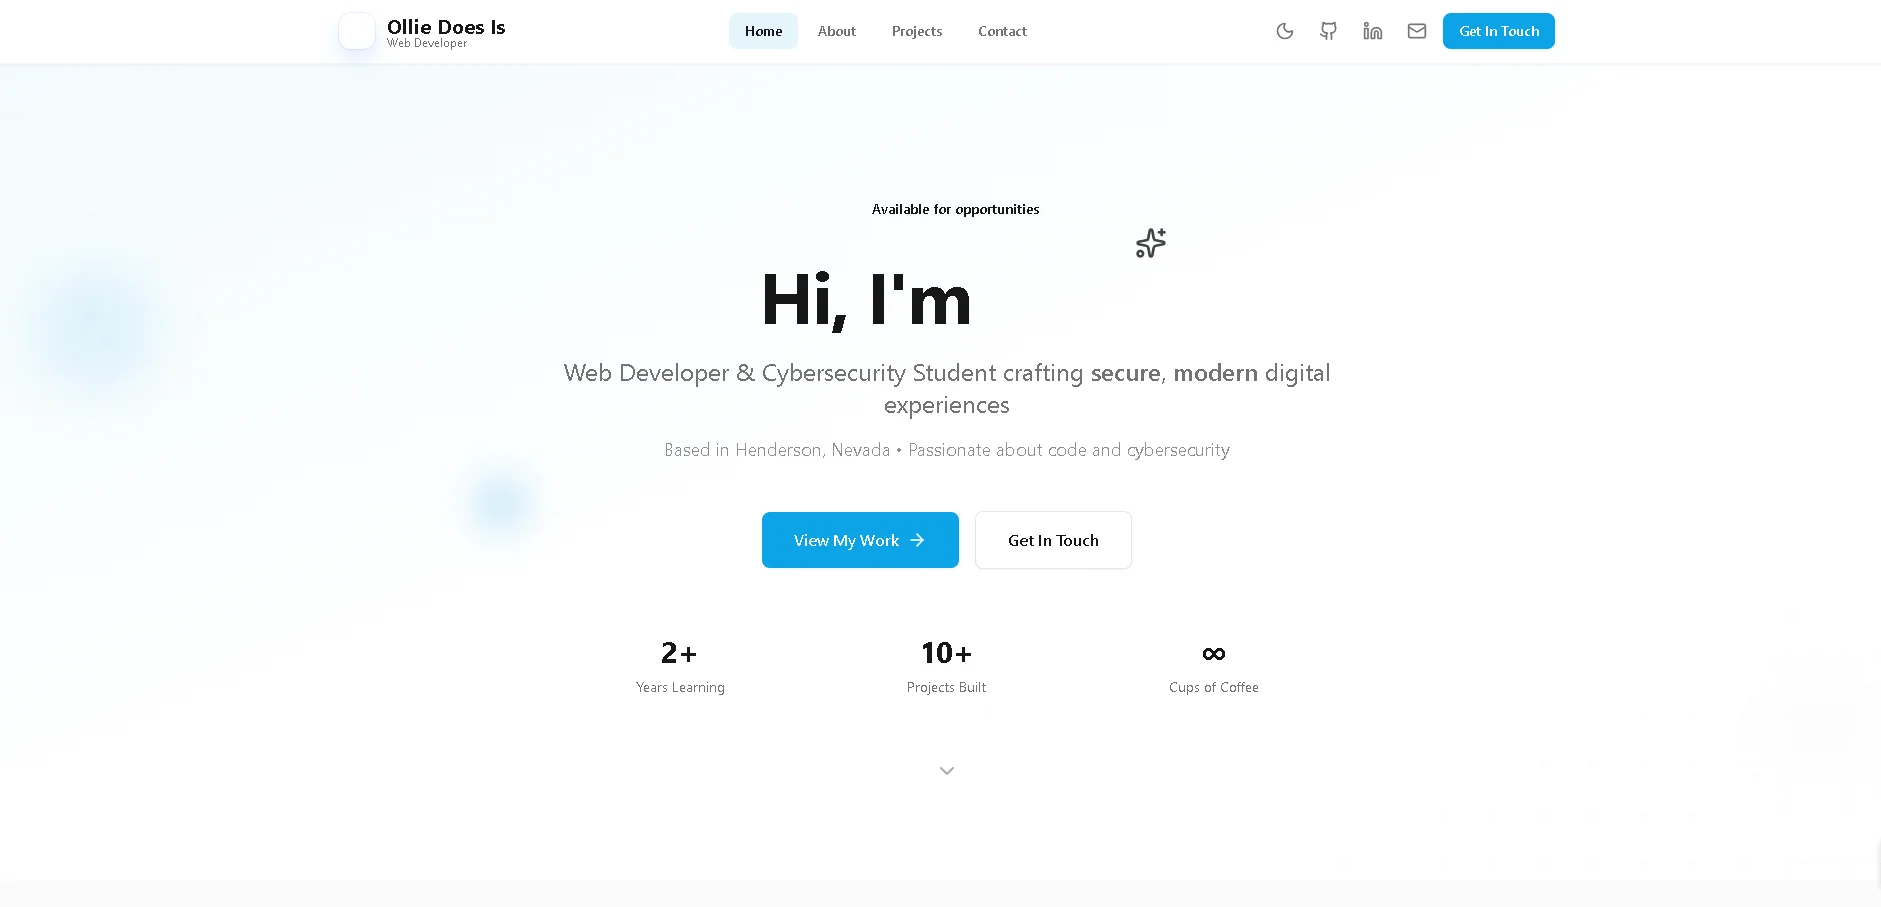 Ollie Does Is
Web Developer
Home
About
Projects
Contact
Get In Touch
Available for opportunities
Hi, I'm
Web Developer & Cybersecurity Student crafting secure, modern digital
experiences
Based in Henderson, Nevada • Passionate about code and cybersecurity
View My Work
Get In Touch
2+
10+
∞
Years Learning
Projects Built
Cups of Coffee